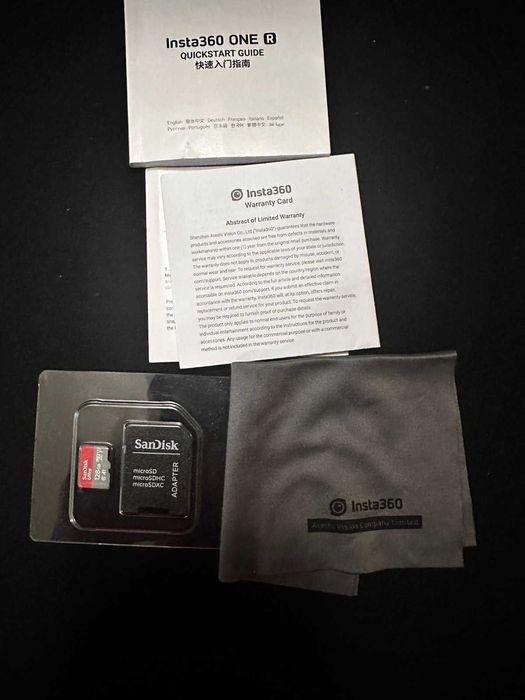 Insta360 ONE R
QUICKSTART GUIDE
快速入门指南
English 简体中文 Deutsch Français Italiano Español
Русский Português 日本語 한국어 繁體中文 اللغة العربية
Insta360
Warranty Card
Abstract of Limited Warranty
Shenzhen Arashi Vision Co., Ltd ("Insta360") guarantees that the hardware
products and accessories attached are free from defects in materials and
workmanship within one (1) year from the original retail purchase. Warranty
service may vary according to the applicable laws of your state or jurisdiction.
The warranty does not apply to products damaged by misuse, accident, or
normal wear and tear. To request for warranty service, please visit insta360
.com/support. Service available depends on the country/region where the
service is requested. According to the full article and detailed information
accessible on insta360.com/support, if you submit an effective claim in
accordance with the warranty, Insta360 will, at its option, offers repair,
replacement or refund service for your product. To request the warranty service,
you may be required to furnish proof of purchase details.
The product only applies to normal end users for the purpose of family or
individual entertainment according to the instructions for the product and
accessories. Any usage for the commercial purpose or with a commercial
method is not included in the warranty service.
SanDisk
Ultra
128GB
SanDisk
microSD
microSDHC
microSDXC
ADAPTER
Insta360
Arashi Vision Company Limited